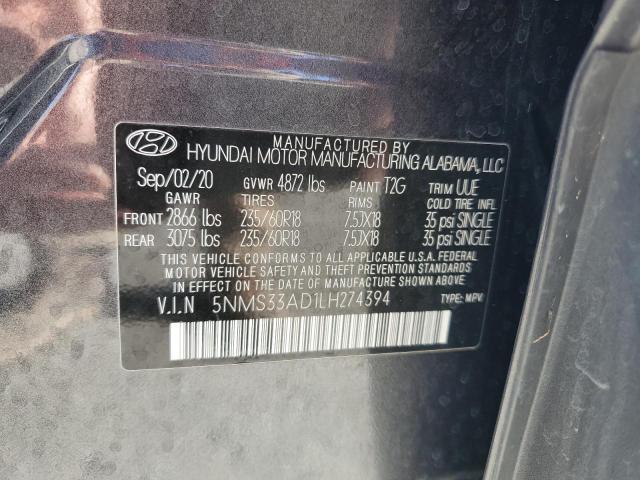 MANUFACTURED BY
HYUNDAI MOTOR MANUFACTURING ALABAMA, LLC
Sep/02/20 GVWR 4872 lbs PAINT T2G TRIM UUE
GAWR TIRES RIMS COLD TIRE INFL
FRONT 2866 lbs 235/60R18 7.5JX18 35 psi SINGLE
REAR 3075 lbs 235/60R18 7.5JX18 35 psi SINGLE
THIS VEHICLE CONFORMS TO ALL APPLICABLE U.S.A. FEDERAL
MOTOR VEHICLE SAFETY, BUMPER, AND THEFT PREVENTION STANDARDS
IN EFFECT ON THE DATE OF MANUFACTURE SHOWN ABOVE.
V.I.N 5NMS33AD1LH274394 TYPE: MPV